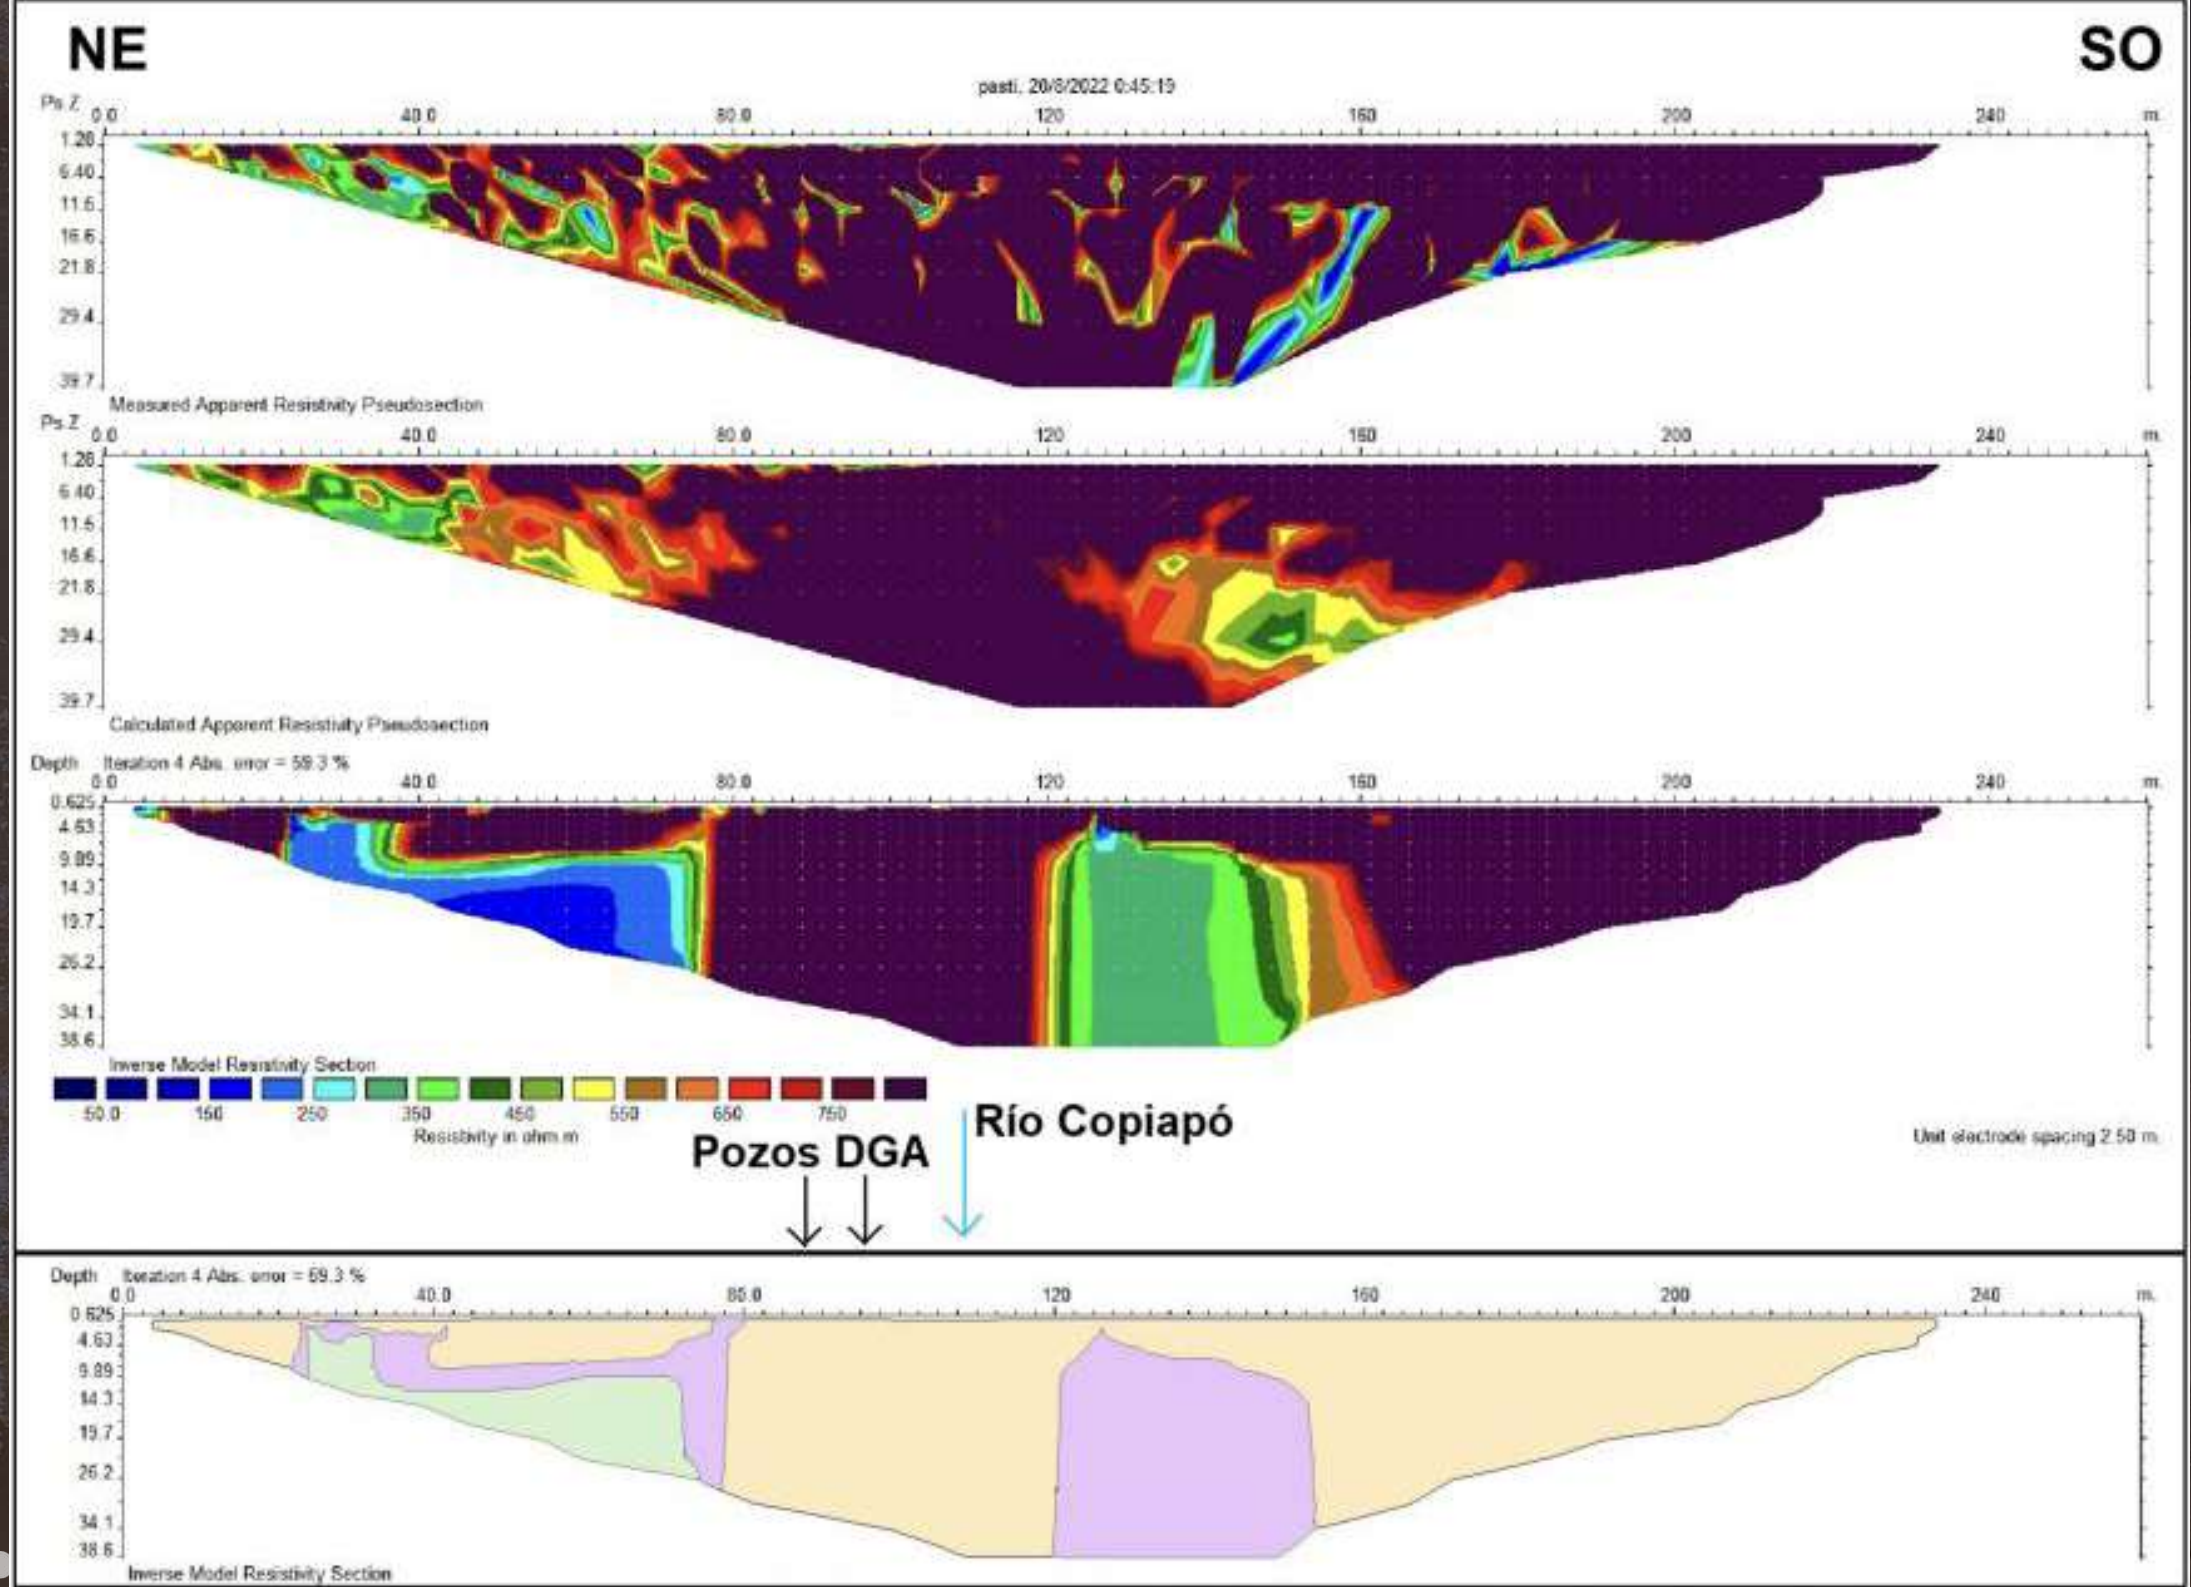 NE
SO
pasti, 20/8/2022 0:45:19
Ps.Z 0.0 40.0 80.0 120 160 200 240 m.
1.28
6.40
11.5
16.6
21.8
29.4
39.7
Measured Apparent Resistivity Pseudosection
Ps.Z 0.0 40.0 80.0 120 160 200 240 m.
1.28
6.40
11.5
16.6
21.8
29.4
39.7
Calculated Apparent Resistivity Pseudosection
Depth Iteration 4 Abs. error = 59.3 %
0.0 40.0 80.0 120 160 200 240 m.
0.625
4.63
9.89
14.3
19.7
26.2
34.1
38.6
Inverse Model Resistivity Section
50.0 150 250 350 450 550 650 750
Resistivity in ohm.m
Río Copiapó
Pozos DGA
Unit electrode spacing 2.50 m.
Depth Iteration 4 Abs. error = 59.3 %
0.0 40.0 80.0 120 160 200 240 m.
0.625
4.63
9.89
14.3
19.7
26.2
34.1
38.6
Inverse Model Resistivity Section